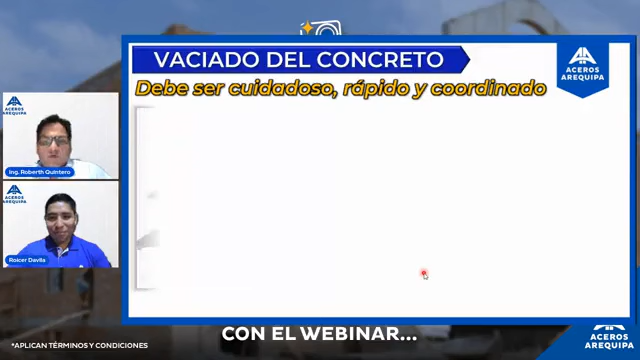 VACIADO DEL CONCRETO
Debe ser cuidadoso, rápido y coordinado
ACEROS
AREQUIPA
ACEROS
AREQUIPA
Ing. Roberth Quintero
ACEROS
AREQUIPA
Roicer Davila
CON EL WEBINAR...
*APLICAN TÉRMINOS Y CONDICIONES
ACEROS
AREQUIPA